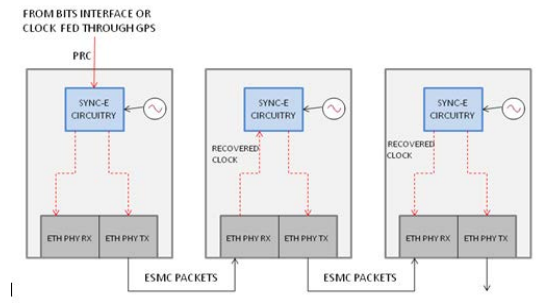 FROM BITS INTERFACE OR
CLOCK FED THROUGH GPS
PRC
SYNC-E
CIRCUITRY
ETH PHY RX
ETH PHY TX
SYNC-E
CIRCUITRY
RECOVERED
CLOCK
ETH PHY RX
ETH PHY TX
SYNC-E
CIRCUITRY
RECOVERED
CLOCK
ETH PHY RX
ETH PHY TX
ESMC PACKETS
ESMC PACKETS